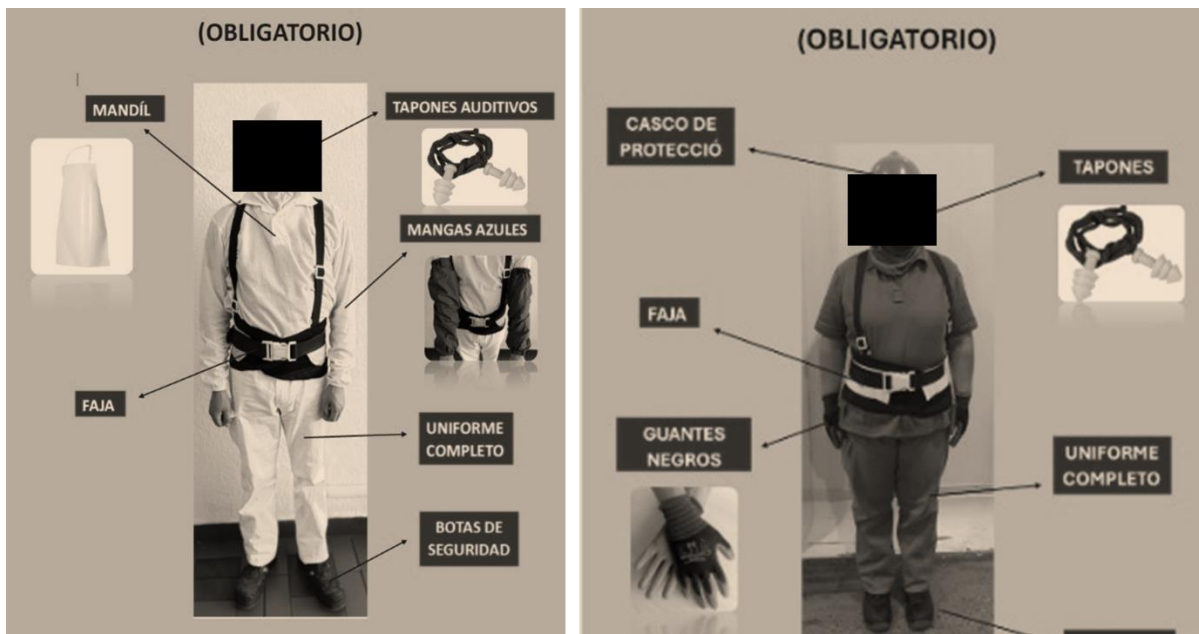 (OBLIGATORIO)
MANDÍL
TAPONES AUDITIVOS
MANGAS AZULES
FAJA
UNIFORME
COMPLETO
BOTAS DE
SEGURIDAD
(OBLIGATORIO)
CASCO DE
PROTECCIÓ
TAPONES
FAJA
GUANTES
NEGROS
UNIFORME
COMPLETO